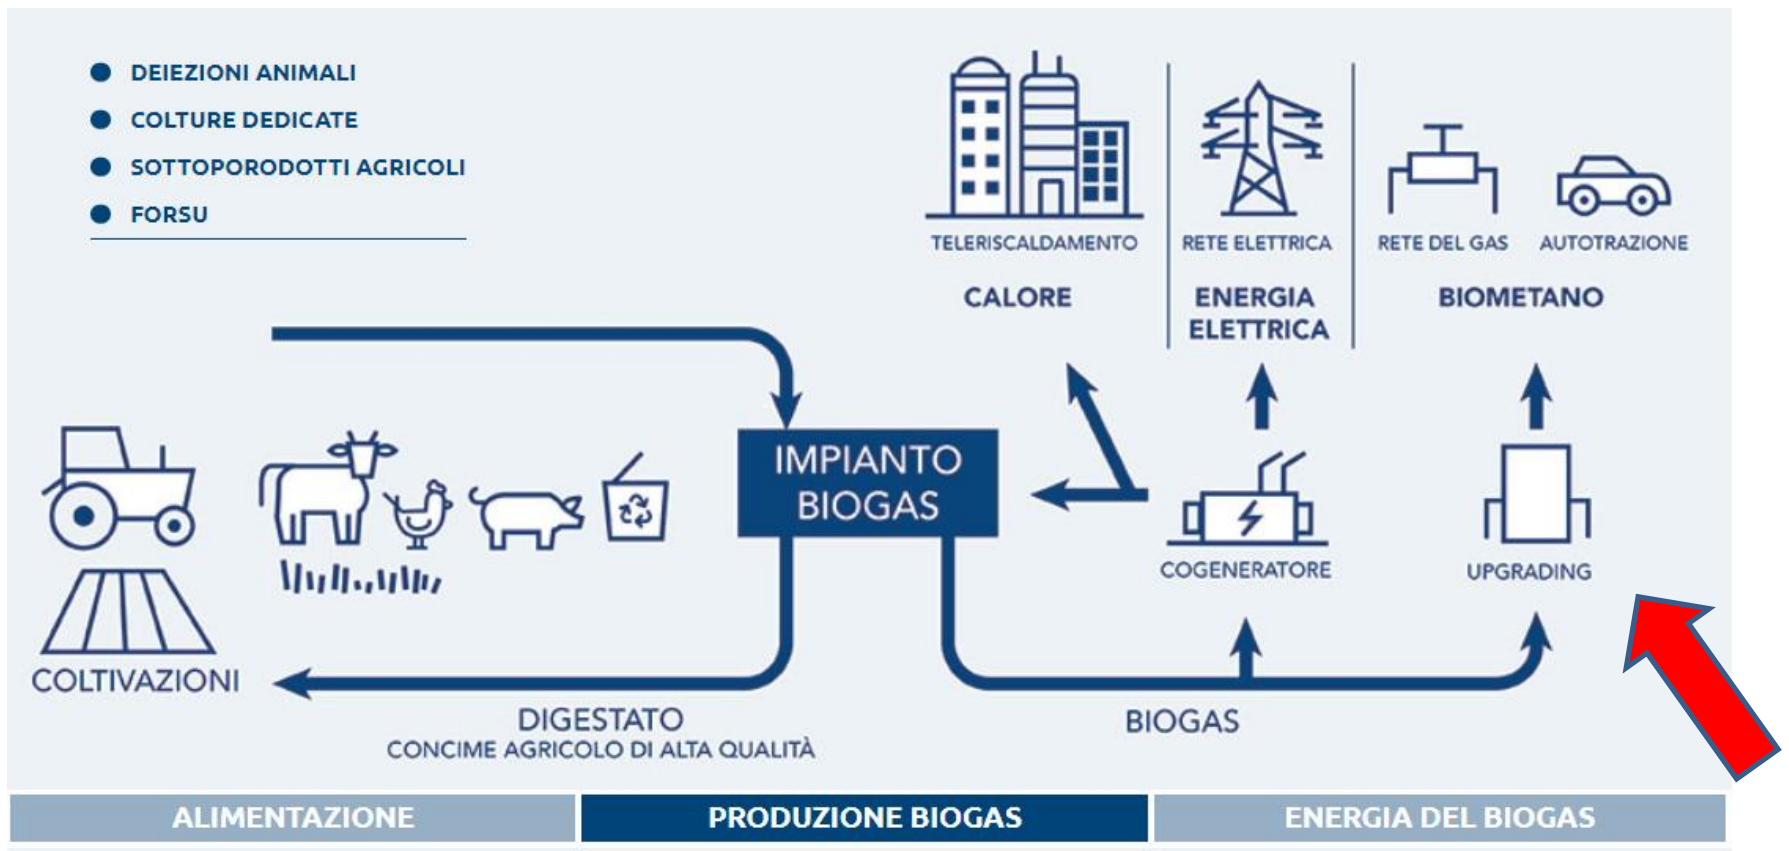 DEIEZIONI ANIMALI
COLTURE DEDICATE
SOTTOPORODOTTI AGRICOLI
FORSU
TELERISCALDAMENTO
CALORE
RETE ELETTRICA
ENERGIA
ELETTRICA
RETE DEL GAS
AUTOTRAZIONE
BIOMETANO
IMPIANTO
BIOGAS
COGENERATORE
UPGRADING
COLTIVAZIONI
DIGESTATO
CONCIME AGRICOLO DI ALTA QUALITÀ
BIOGAS
ALIMENTAZIONE
PRODUZIONE BIOGAS
ENERGIA DEL BIOGAS